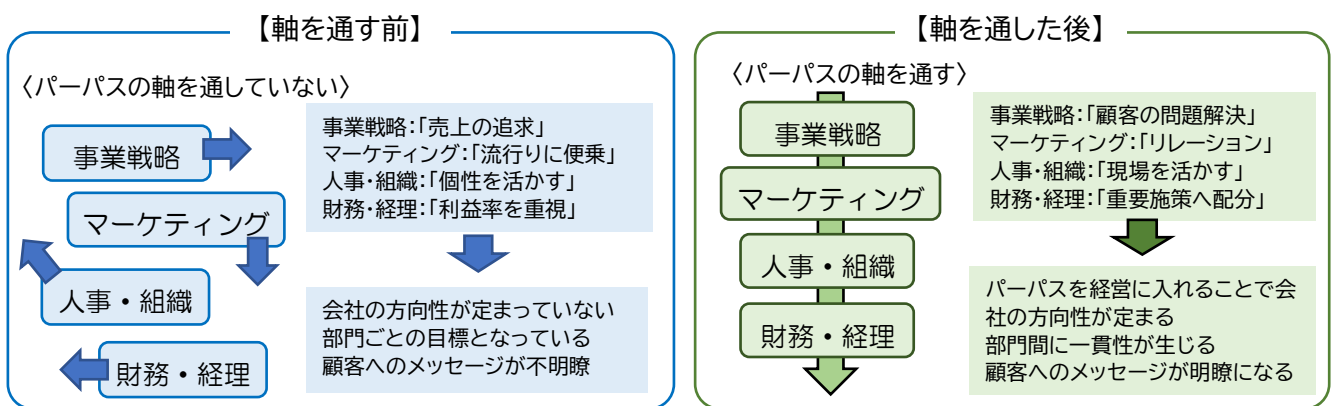 【軸を通す前】
〈パーパスの軸を通していない〉
事業戦略
マーケティング
人事・組織
財務・経理
事業戦略:「売上の追求」
マーケティング:「流行りに便乗」
人事・組織:「個性を活かす」
財務・経理:「利益率を重視」
会社の方向性が定まっていない
部門ごとの目標となっている
顧客へのメッセージが不明瞭
【軸を通した後】
〈パーパスの軸を通す〉
事業戦略
マーケティング
人事・組織
財務・経理
事業戦略:「顧客の問題解決」
マーケティング:「リレーション」
人事・組織:「現場を活かす」
財務・経理:「重要施策へ配分」
パーパスを経営に入れることで会
社の方向性が定まる
部門間に一貫性が生じる
顧客へのメッセージが明瞭になる